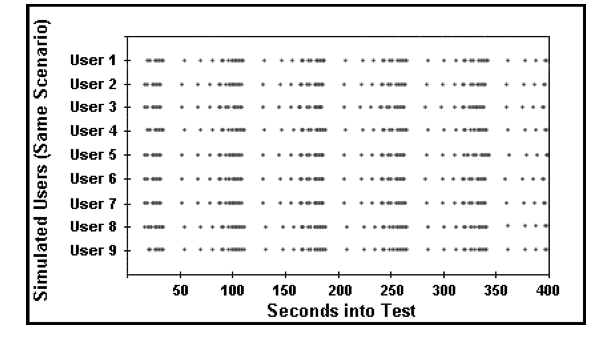 Simulated Users (Same Scenario)
User 1
User 2
User 3
User 4
User 5
User 6
User 7
User 8
User 9
50 100 150 200 250 300 350 400
Seconds into Test